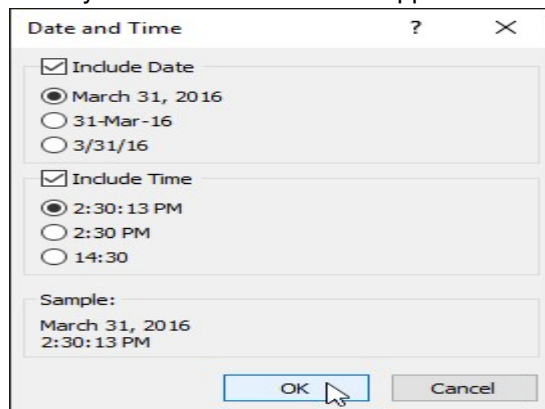 Date and Time ?
Include Date
March 31, 2016
31-Mar-16
3/31/16
Include Time
2:30:13 PM
2:30 PM
14:30
Sample:
March 31, 2016
2:30:13 PM
OK Cancel